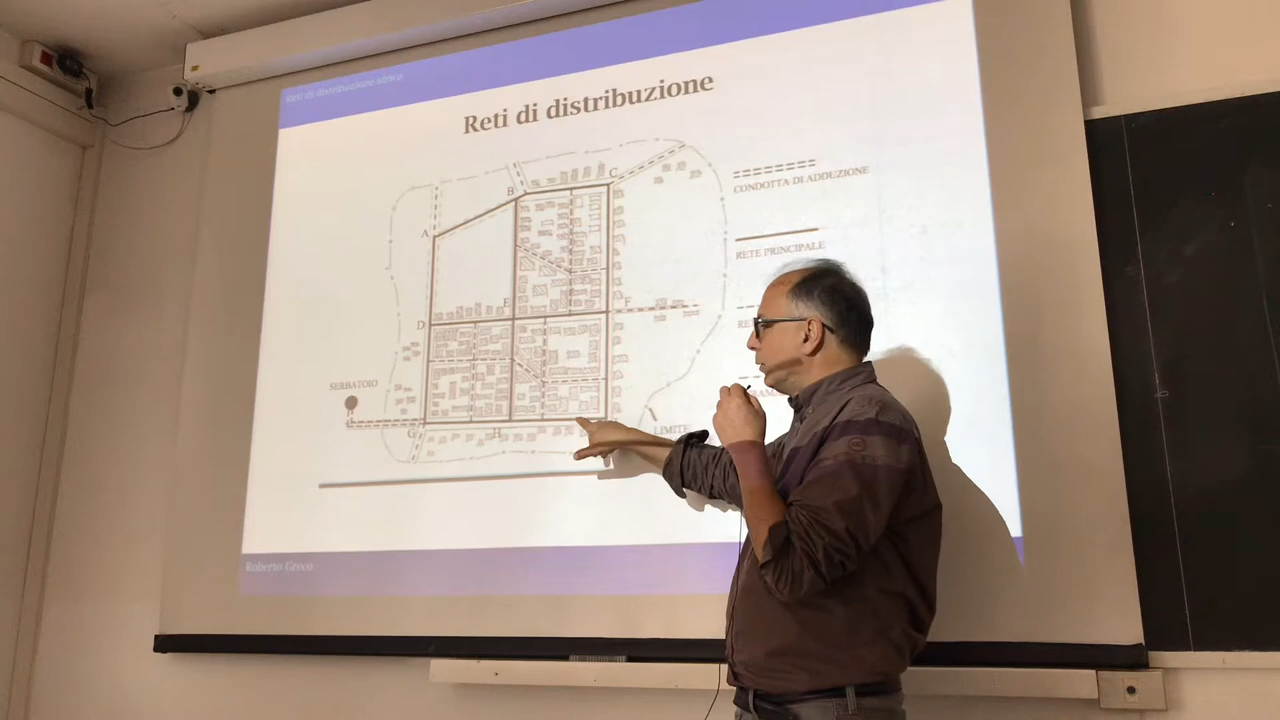 Reti di distribuzione idrica
Reti di distribuzione
CONDOTTA DI ADDUZIONE
RETE PRINCIPALE
A
B
C
D
E
F
SERBATOIO
G
H
LIMITE
Roberto Greco